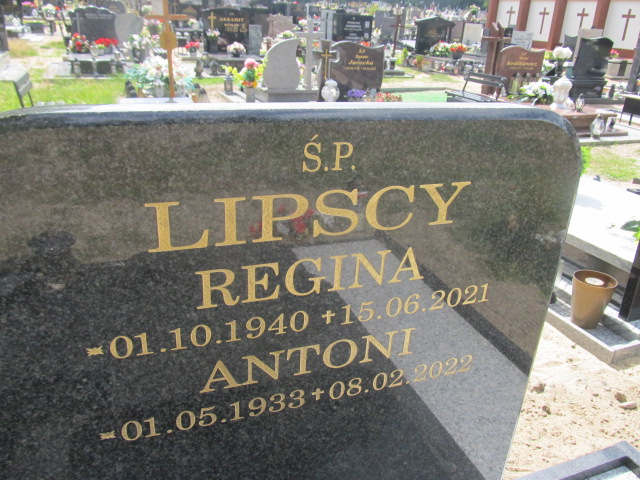 Ś.P.
LIPSCY
REGINA
*01.10.1940 +15.06.2021
ANTONI
*01.05.1933 +08.02.2022